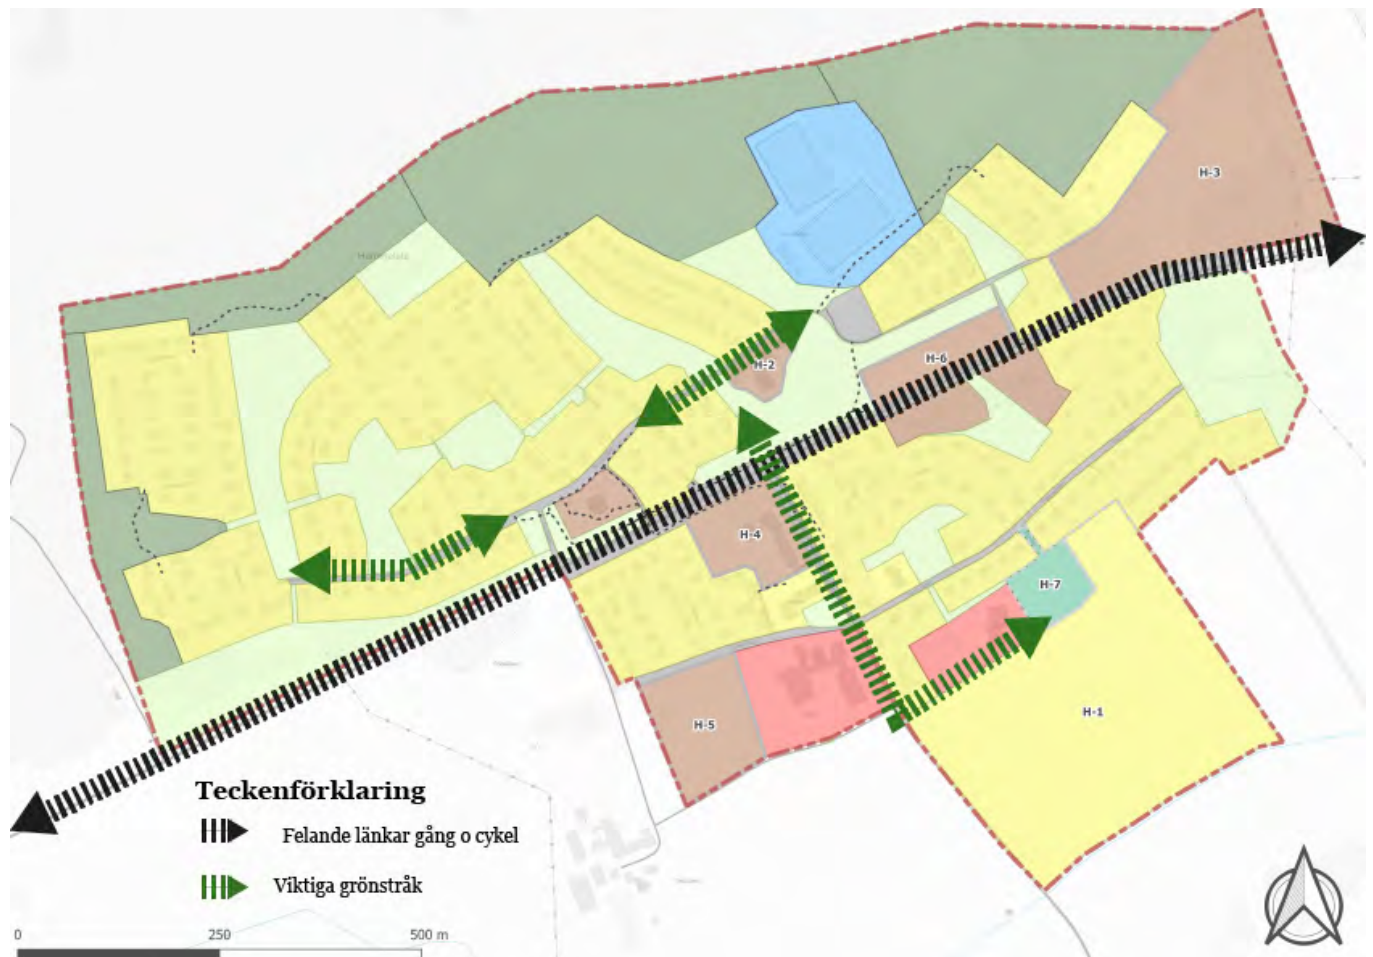 H-3
H-6
H-2
H-4
H-7
H-5
H-1
Teckenförklaring
Felande länkar gång o cykel
Viktiga grönstråk
0 250 500 m